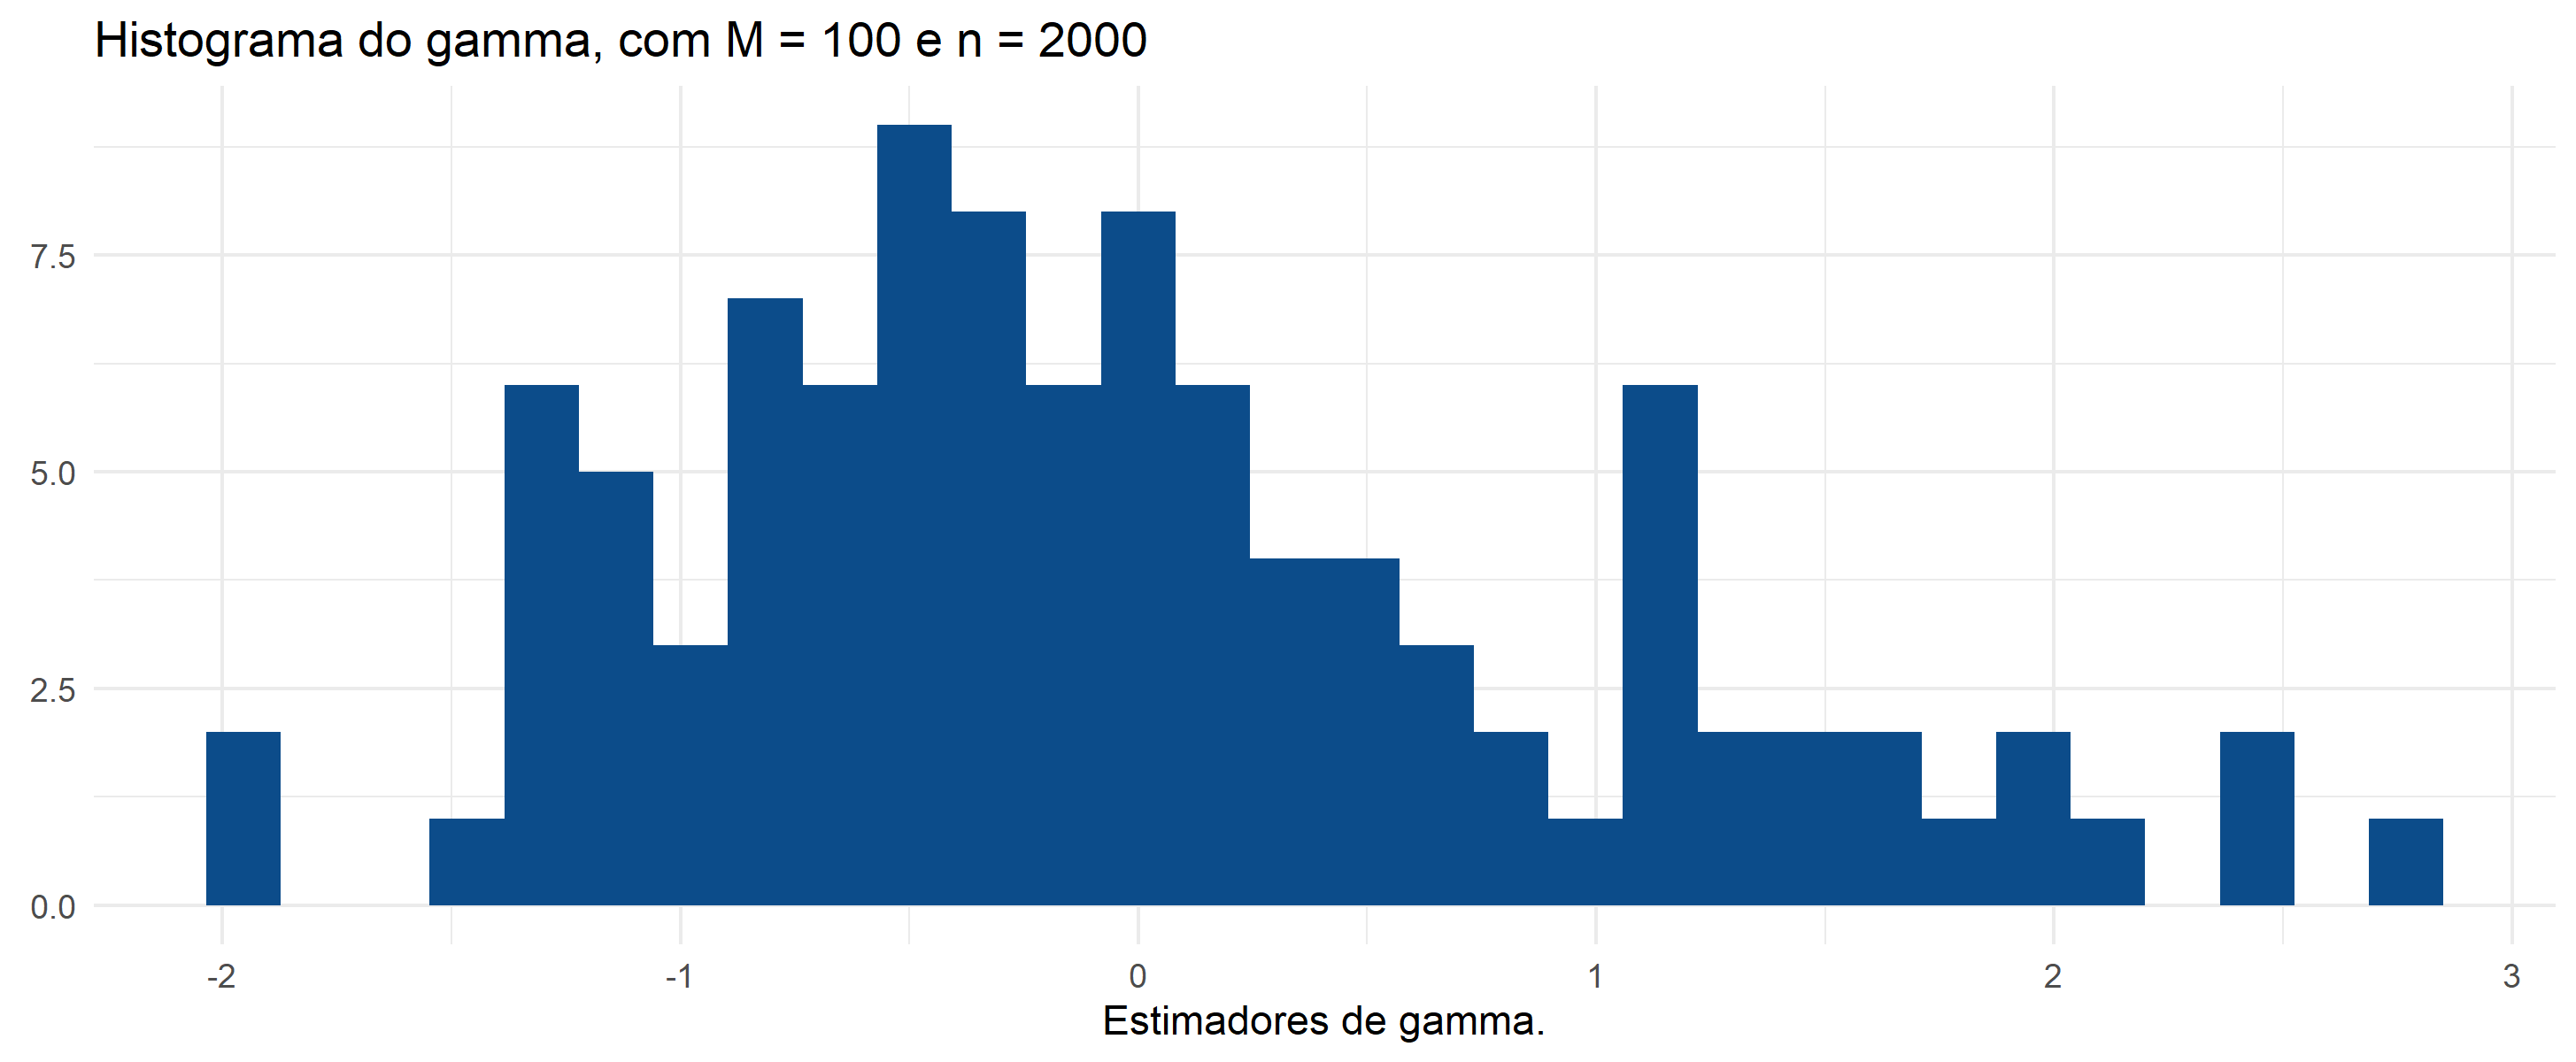 Histograma do gamma, com M = 100 e n = 2000
7.5
5.0
2.5
0.0
-2 -1 0 1 2 3
Estimadores de gamma.